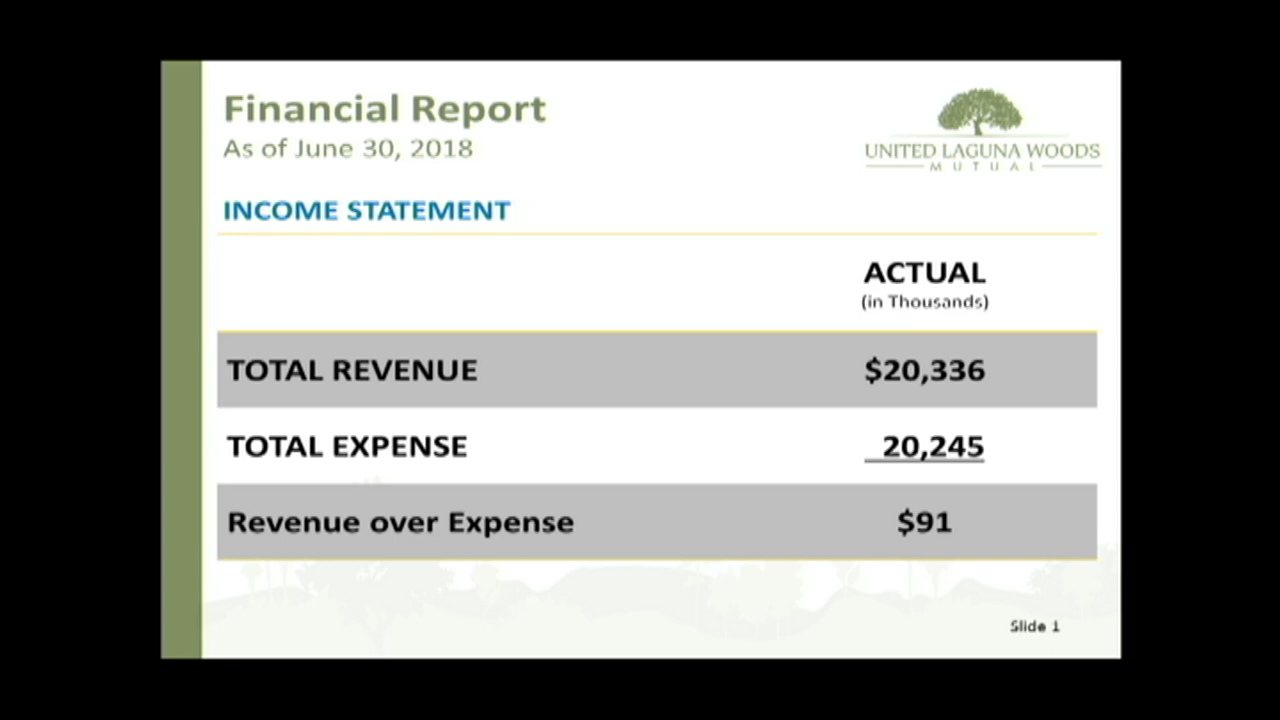 Financial Report
As of June 30, 2018
UNITED LAGUNA WOODS
MUTUAL
INCOME STATEMENT
ACTUAL
(in Thousands)
TOTAL REVENUE $20,336
TOTAL EXPENSE 20,245
Revenue over Expense $91
Slide 1